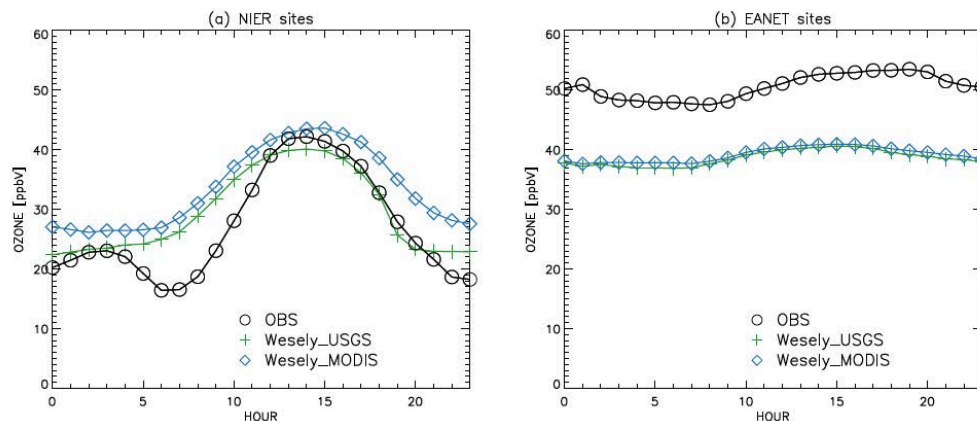 (a) NIER sites
60
50
40
30
20
10
0
OZONE [ppbV]
OBS
Wesely_USGS
Wesely_MODIS
0 5 10 15 20
HOUR
(b) EANET sites
60
50
40
30
20
10
0
OZONE [ppbV]
OBS
Wesely_USGS
Wesely_MODIS
0 5 10 15 20
HOUR